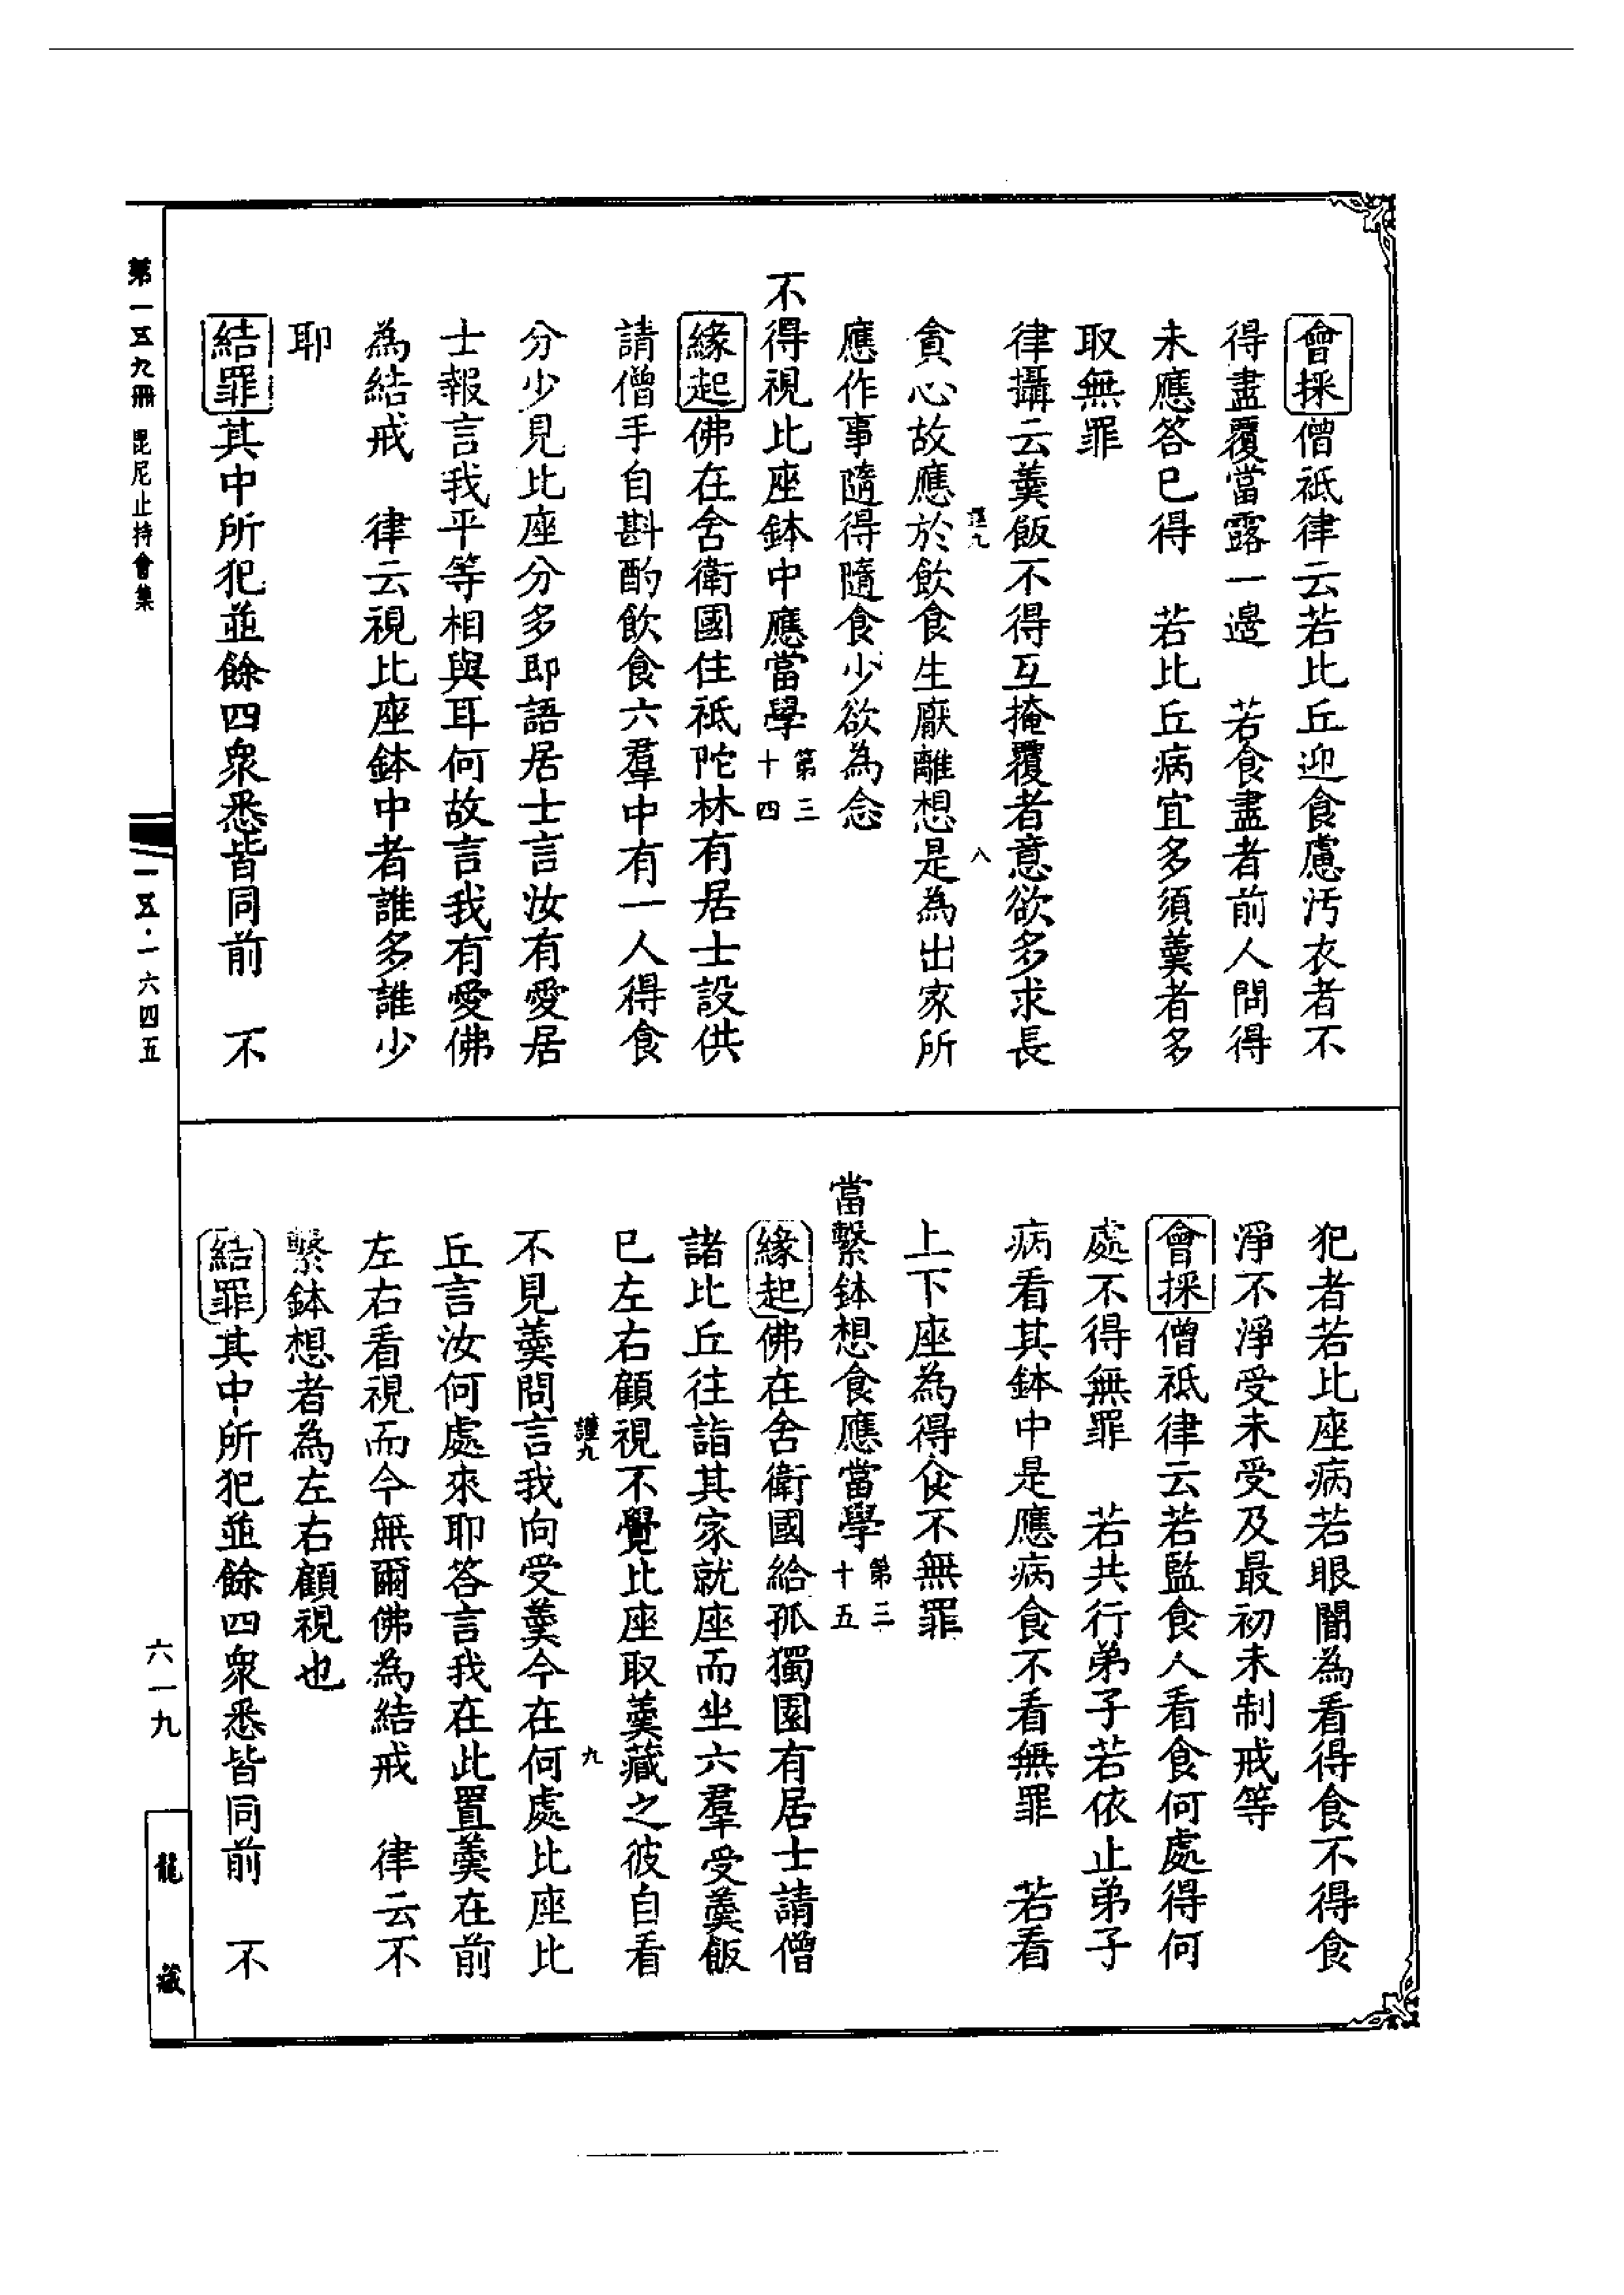 會採僧祗律云若比丘迎食慮污衣者不
得盡覆當露一邊　若食盡者前人問得
未應答已得　若比丘病宜多須羹者多
取無罪
律攝云羹飯不得互掩覆者意欲多求長
謹九　八
貪心故應於飲食生厭離想是為出家所
應作事隨得隨食少欲為念
不得視比座鉢中應當學第三十四
緣起佛在舍衛國住祗陀林有居士設供
請僧手自斟酌飲食六羣中有一人得食
分少見比座分多即語居士言汝有愛居
士報言我平等相與耳何故言我有愛佛
為結戒　律云視比座鉢中者誰多誰少
耶
結罪其中所犯並餘四眾悉皆同前　不
犯者若比座病若眼闇為看得食不得食
淨不淨受未受及最初未制戒等
會採僧祗律云若監食人看食何處得何
處不得無罪　若共行弟子若依止弟子
病看其鉢中是應病食不看無罪　若看
上下座為得食不無罪
當繫鉢想食應當學第三十五
緣起佛在舍衛國給孤獨園有居士請僧
諸比丘往詣其家就座而坐六羣受羹飯
已左右顧視不覺比座取羹藏之彼自看
謹九　九
不見羹問言我向受羹今在何處比座比
丘言汝何處來耶答言我在此置羹在前
左右看視而今無爾佛為結戒　律云不
繫鉢想者為左右顧視也
結罪其中所犯並餘四眾悉皆同前　不
第一五九冊　毘尼止持會集
一五·一六四五
六一九
龍藏